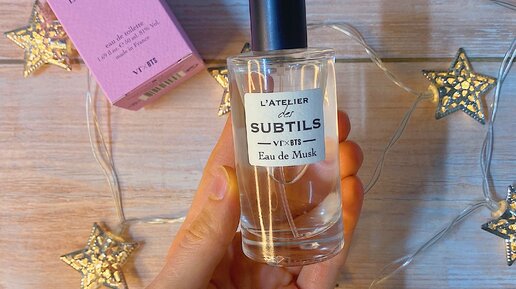 eau de toilette
made in France
VT×BTS
L'ATELIER
des
SUBTILS
VT×BTS
Eau de Musk